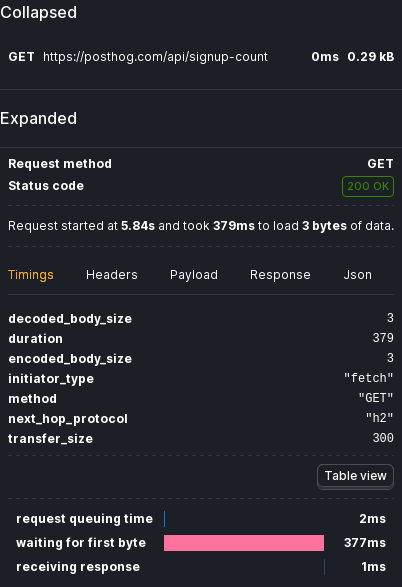 Collapsed
GET https://posthog.com/api/signup-count 0ms 0.29 kB
Expanded
Request method GET
Status code 200 OK
Request started at 5.84s and took 379ms to load 3 bytes of data.
Timings Headers Payload Response Json
decoded_body_size 3
duration 379
encoded_body_size 3
initiator_type "fetch"
method "GET"
next_hop_protocol "h2"
transfer_size 300
Table view
request queuing time 2ms
waiting for first byte 377ms
receiving response 1ms